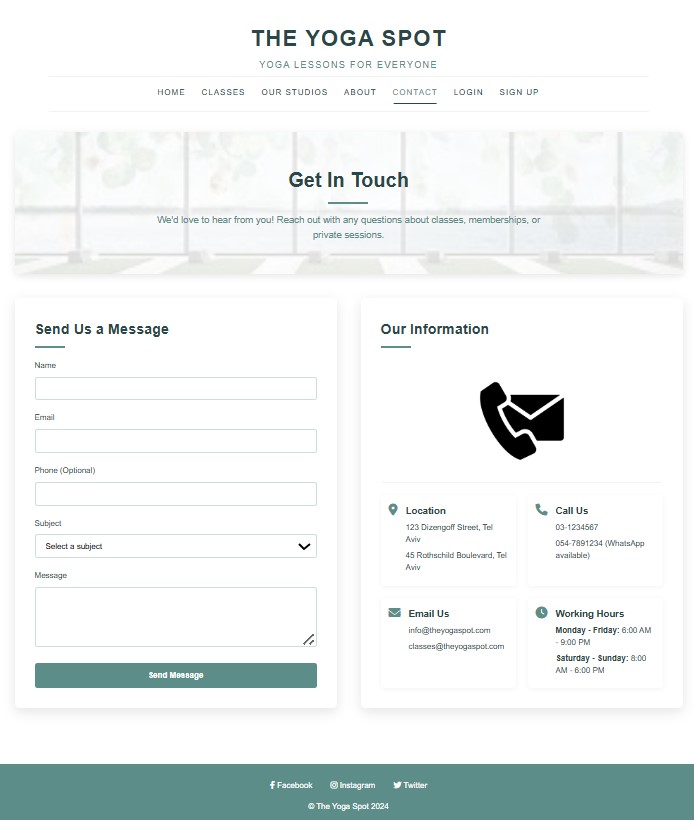 THE YOGA SPOT
YOGA LESSONS FOR EVERYONE
HOME CLASSES OUR STUDIOS ABOUT CONTACT LOGIN SIGN UP
Get In Touch
We'd love to hear from you! Reach out with any questions about classes, memberships, or
private sessions.
Send Us a Message
Name
Email
Phone (Optional)
Subject
Select a subject
Message
Send Message
Our Information
Location
123 Dizengoff Street, Tel
Aviv
45 Rothschild Boulevard, Tel
Aviv
Call Us
03-1234567
054-7891234 (WhatsApp
available)
Email Us
info@theyogaspot.com
classes@theyogaspot.com
Working Hours
Monday - Friday: 6:00 AM
- 9:00 PM
Saturday - Sunday: 8:00
AM - 6:00 PM
Facebook Instagram Twitter
© The Yoga Spot 2024